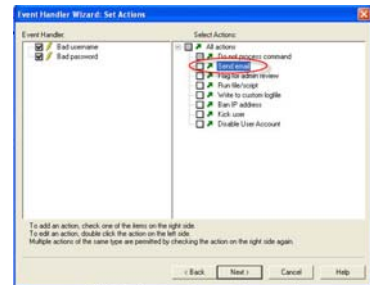 Event Handler Wizard: Set Actions
Event Handler:
Bad username
Bad password
Select Actions:
All actions
Do not process command
Send email
Flag for admin review
Run file/script
Write to custom logfile
Ban IP address
Kick user
Disable User Account
To add an action, check one of the items on the right side.
To edit an action, double click the action on the left side.
Multiple actions of the same type are permitted by checking the action on the right side again.
< Back
Next >
Cancel
Help